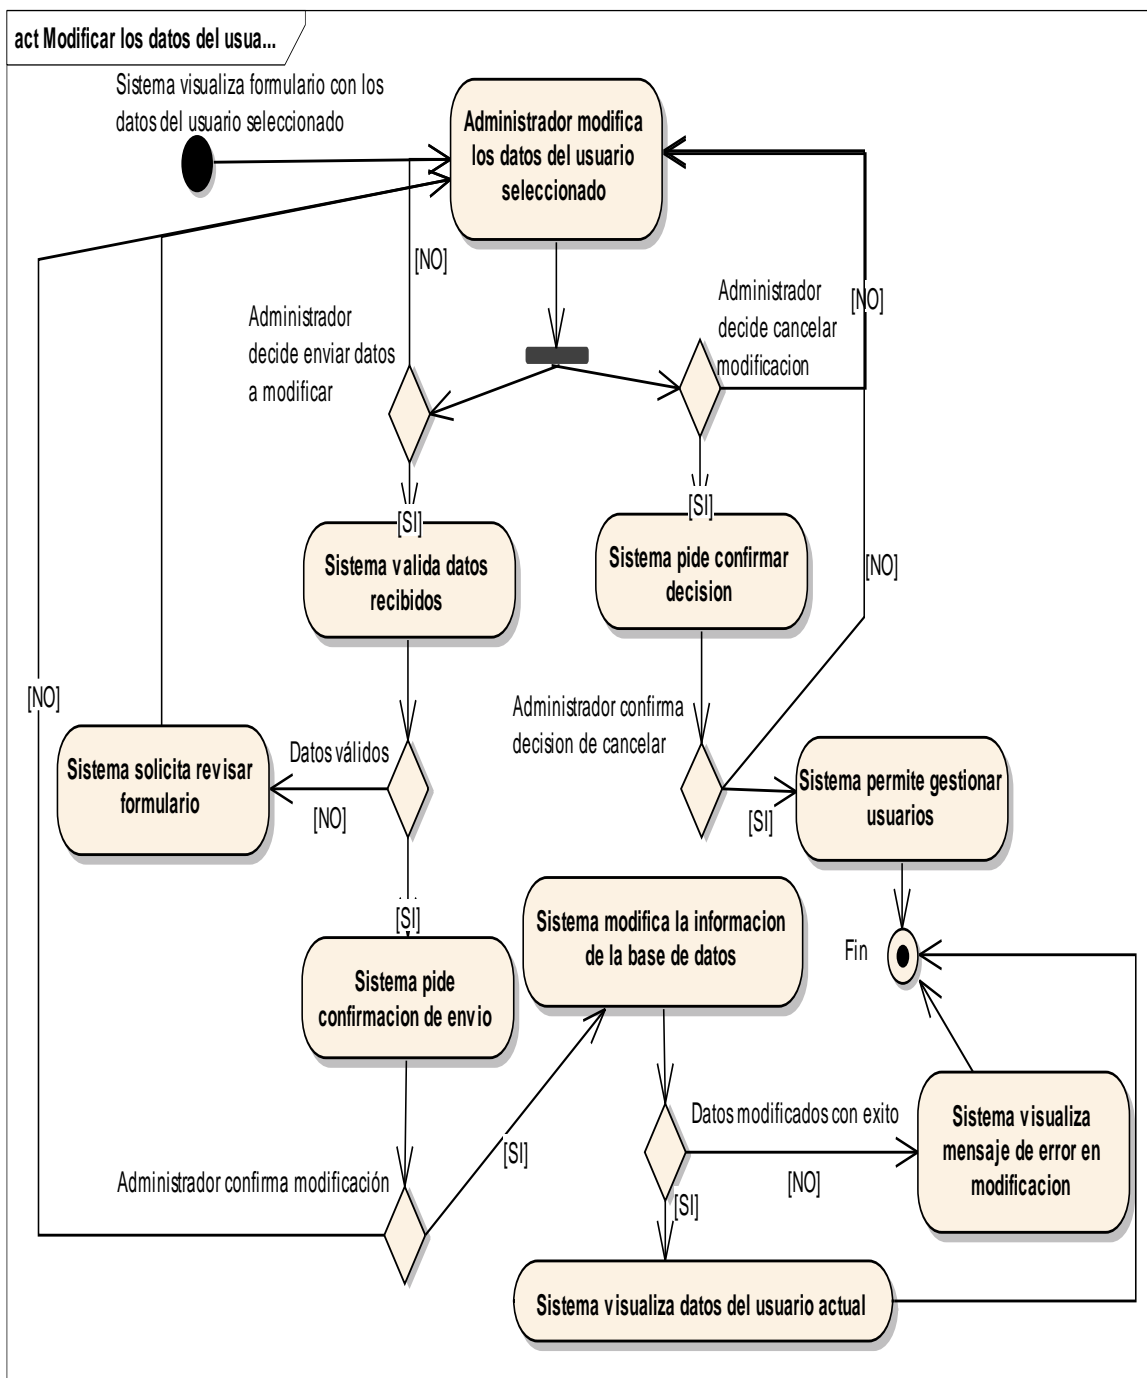 act Modificar los datos del usua...
Sistema visualiza formulario con los
datos del usuario seleccionado
Administrador modifica
los datos del usuario
seleccionado
[NO]
Administrador
decide enviar datos
a modificar
Administrador
decide cancelar
modificacion
[NO]
[SI]
[SI]
Sistema valida datos
recibidos
Sistema pide confirmar
decision
[NO]
[NO]
Administrador confirma
decision de cancelar
Sistema solicita revisar
formulario
Datos válidos
[NO]
Sistema permite gestionar
usuarios
[SI]
[SI]
Sistema modifica la informacion
de la base de datos
Fin
Sistema pide
confirmacion de envio
Datos modificados con exito
Sistema visualiza
mensaje de error en
modificacion
[SI]
[NO]
Administrador confirma modificación
[SI]
Sistema visualiza datos del usuario actual